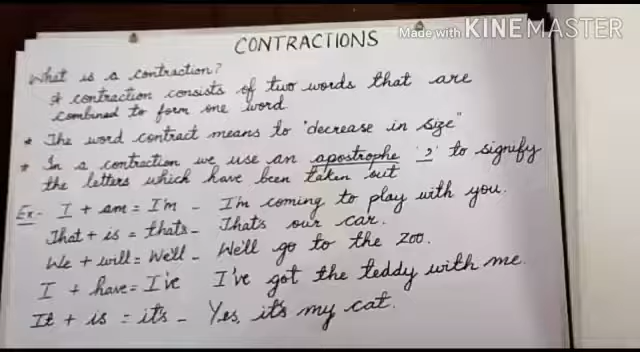 Made with KINEMASTER
CONTRACTIONS
What is a contraction?
A contraction consists of two words that are
combined to form one word
* The word contract means to "decrease in size"
* In a contraction we use an apostrophe ’ to signify
the letters which have been taken out
Ex- I + am = I'm - I'm coming to play with you.
That + is = that's - That's our car.
We + will = We'll - We'll go to the zoo.
I + have = I've I've got the teddy with me.
It + is = it's - Yes, it's my cat.